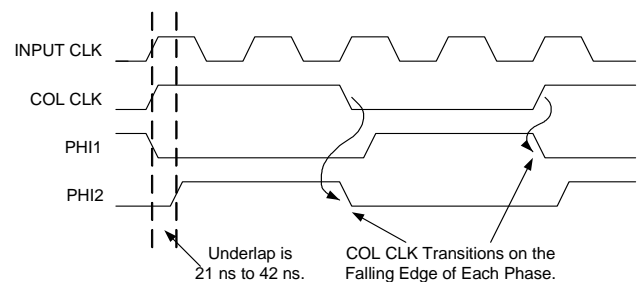 INPUT CLK
COL CLK
PHI1
PHI2
Underlap is
21 ns to 42 ns.
COL CLK Transitions on the
Falling Edge of Each Phase.